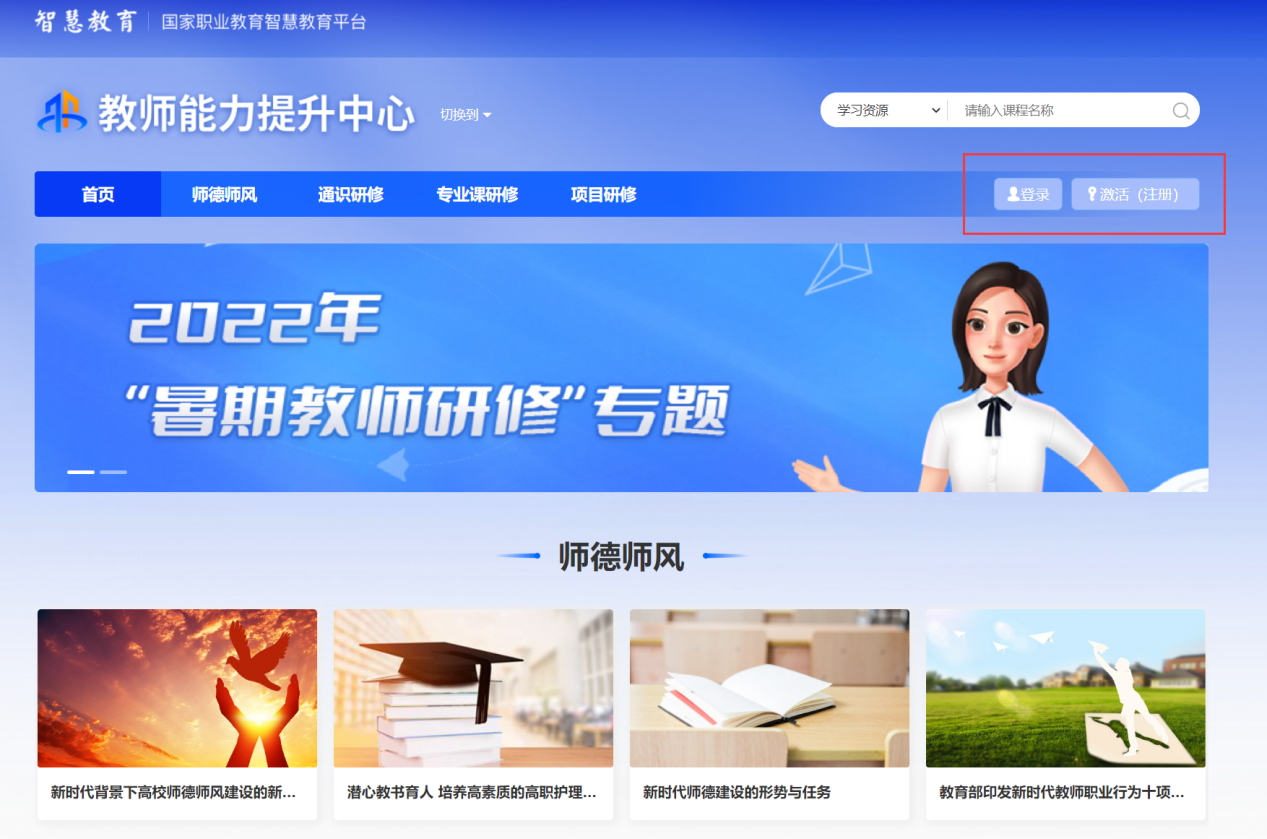 智慧教育 国家职业教育智慧教育平台
教师能力提升中心 切换到 学习资源 请输入课程名称
首页 师德师风 通识研修 专业课研修 项目研修 登录 激活（注册）
2022年
“暑期教师研修”专题
师德师风
新时代背景下高校师德师风建设的新...
潜心教书育人 培养高素质的高职护理...
新时代师德建设的形势与任务
教育部印发新时代教师职业行为十项...